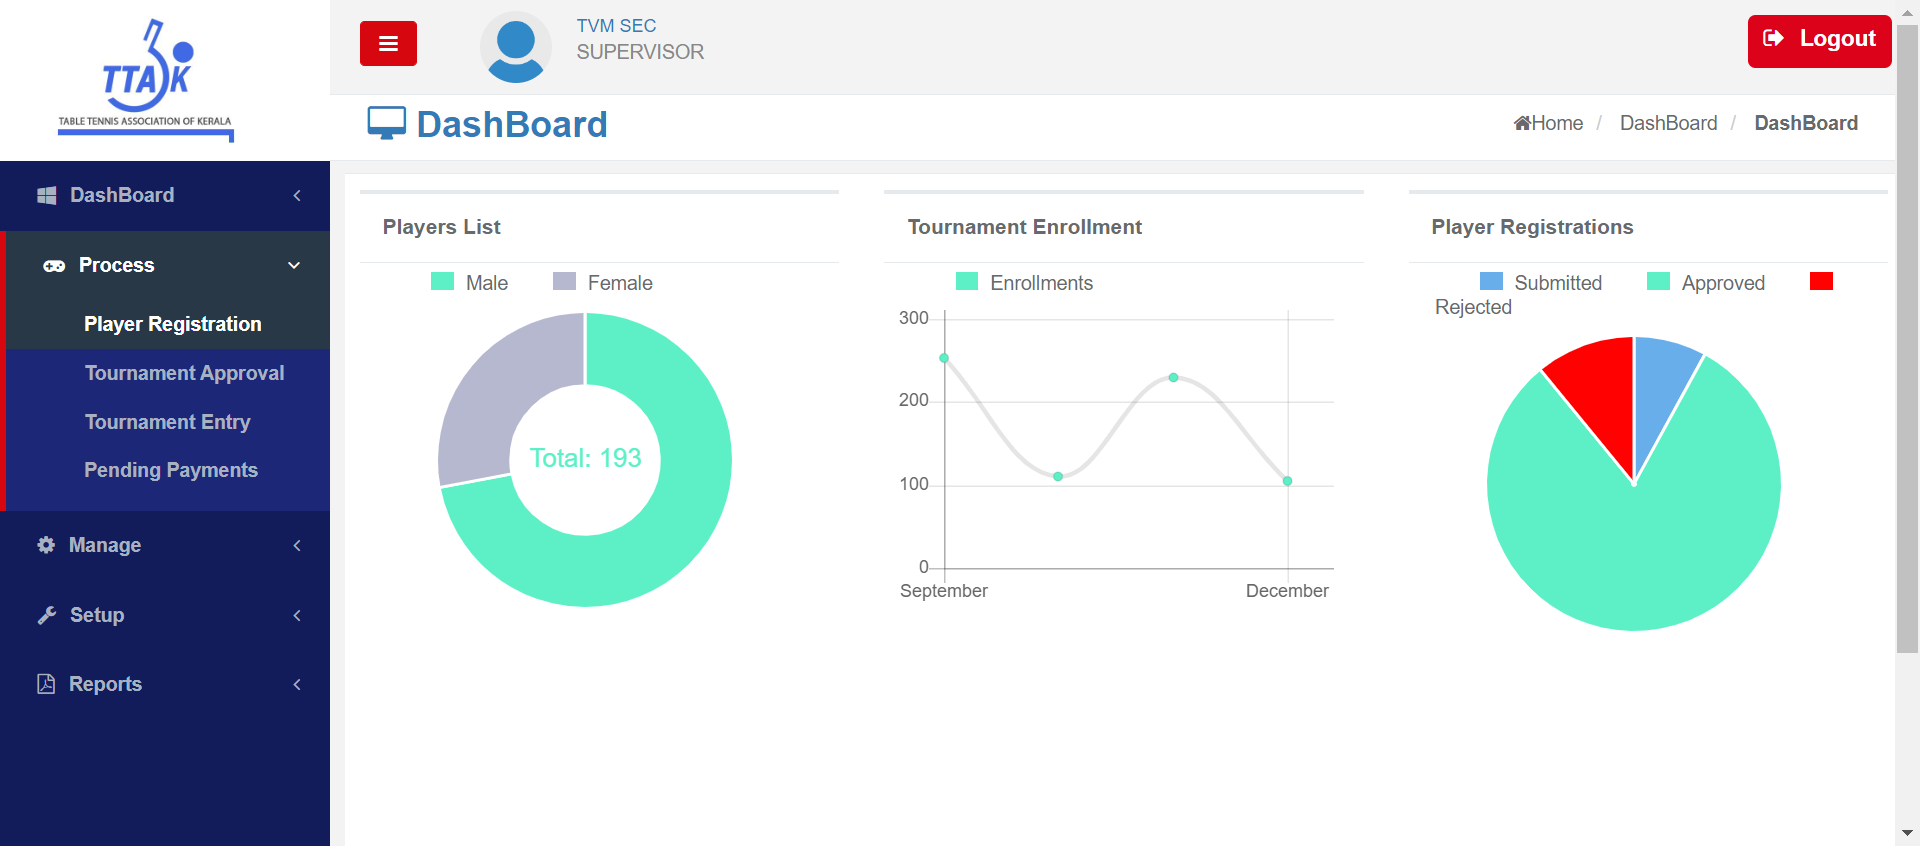 TTAK
TABLE TENNIS ASSOCIATION OF KERALA
TVM SEC
SUPERVISOR
Logout
DashBoard
Home / DashBoard / DashBoard
DashBoard
Process
Player Registration
Tournament Approval
Tournament Entry
Pending Payments
Manage
Setup
Reports
Players List
Male Female
Total: 193
Tournament Enrollment
Enrollments
300
200
100
0
September December
Player Registrations
Submitted Approved
Rejected